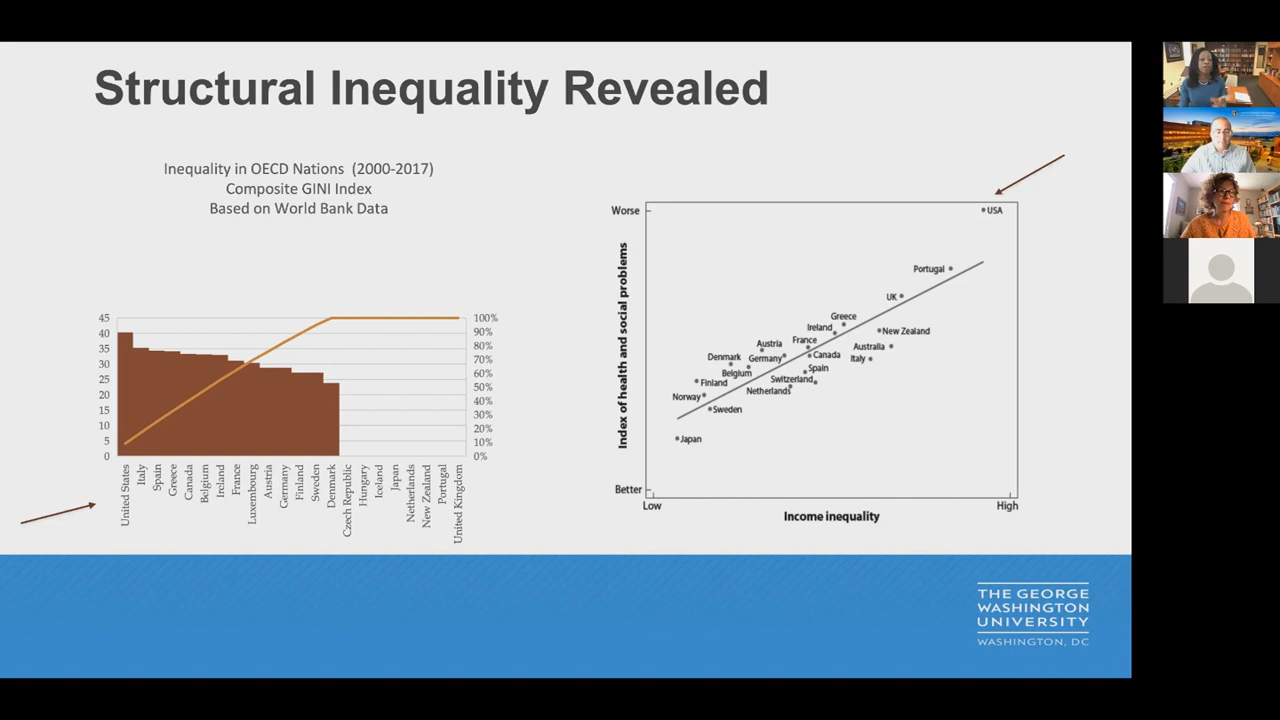 Structural Inequality Revealed
Inequality in OECD Nations (2000-2017)
Composite GINI Index
Based on World Bank Data
45
40
35
30
25
20
15
10
5
0
100%
90%
80%
70%
60%
50%
40%
30%
20%
10%
0%
United States
Italy
Spain
Greece
Canada
Belgium
Ireland
France
Luxembourg
Austria
Germany
Finland
Sweden
Denmark
Czech Republic
Hungary
Iceland
Japan
Netherlands
New Zealand
Portugal
United Kingdom
Index of health and social problems
Worse
Better
USA
Portugal
UK
Greece
Ireland
New Zealand
France
Australia
Austria
Canada
Italy
Denmark
Germany
Spain
Belgium
Switzerland
Finland
Netherlands
Norway
Sweden
Japan
Low
High
Income inequality
THE GEORGE
WASHINGTON
UNIVERSITY
WASHINGTON, DC